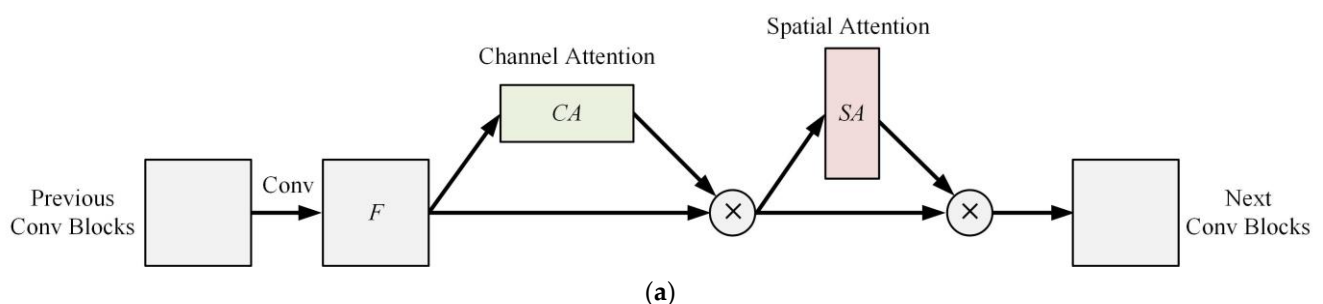 Spatial Attention
Channel Attention
CA
SA
Previous
Conv Blocks
Conv
F
×
×
Next
Conv Blocks
(a)